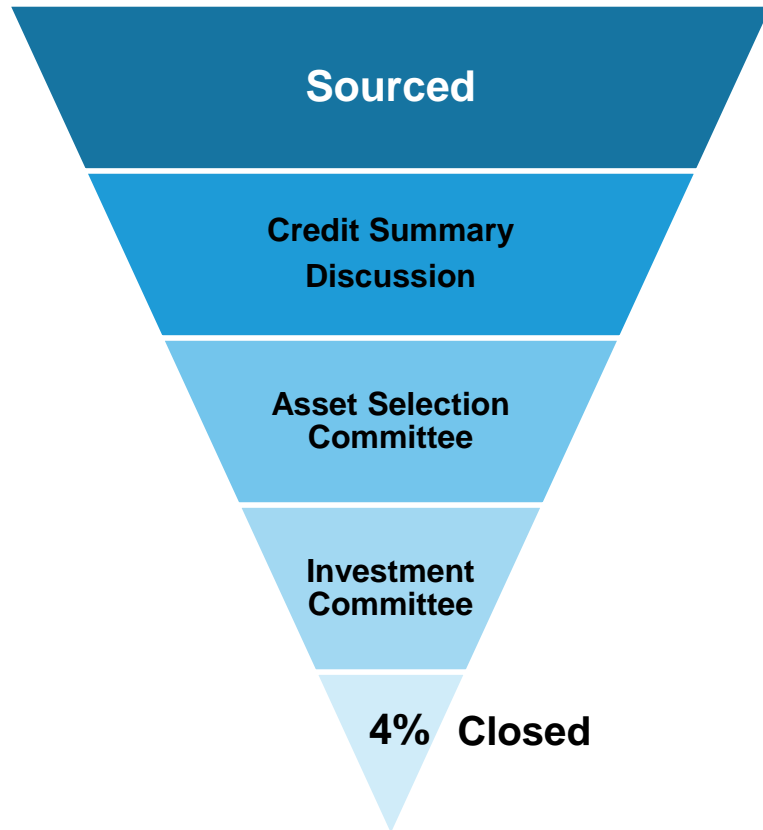 Sourced
Credit Summary
Discussion
Asset Selection
Committee
Investment
Committee
4% Closed